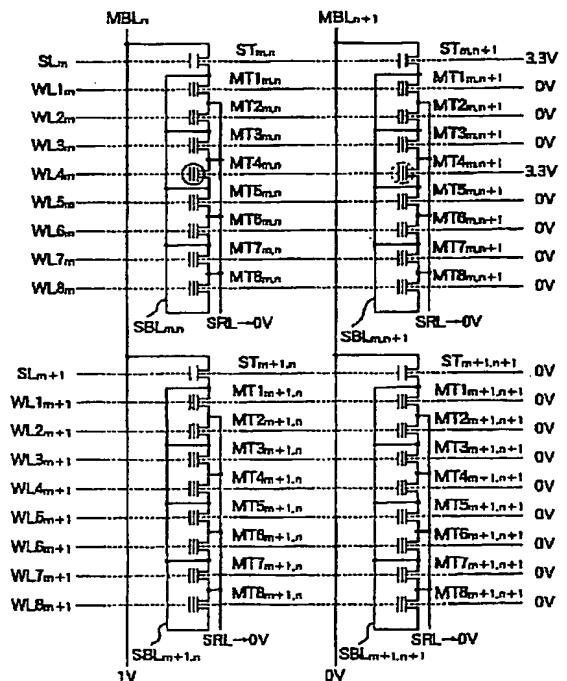 MBLn MBLn+1
SLm STm,n STm,n+1 3.3V
WL1m MT1m,n MT1m,n+1 0V
WL2m MT2m,n MT2m,n+1 0V
WL3m MT3m,n MT3m,n+1 0V
WL4m MT4m,n MT4m,n+1 3.3V
WL5m MT5m,n MT5m,n+1 0V
WL6m MT6m,n MT6m,n+1 0V
WL7m MT7m,n MT7m,n+1 0V
WL8m MT8m,n MT8m,n+1 0V
SBLm,n SRL→0V SBLm,n+1 SRL→0V
SLm+1 STm+1,n STm+1,n+1 0V
WL1m+1 MT1m+1,n MT1m+1,n+1 0V
WL2m+1 MT2m+1,n MT2m+1,n+1 0V
WL3m+1 MT3m+1,n MT3m+1,n+1 0V
WL4m+1 MT4m+1,n MT4m+1,n+1 0V
WL5m+1 MT5m+1,n MT5m+1,n+1 0V
WL6m+1 MT6m+1,n MT6m+1,n+1 0V
WL7m+1 MT7m+1,n MT7m+1,n+1 0V
WL8m+1 MT8m+1,n MT8m+1,n+1 0V
SBLm+1,n SRL→0V SBLm+1,n+1 SRL→0V
1V 0V